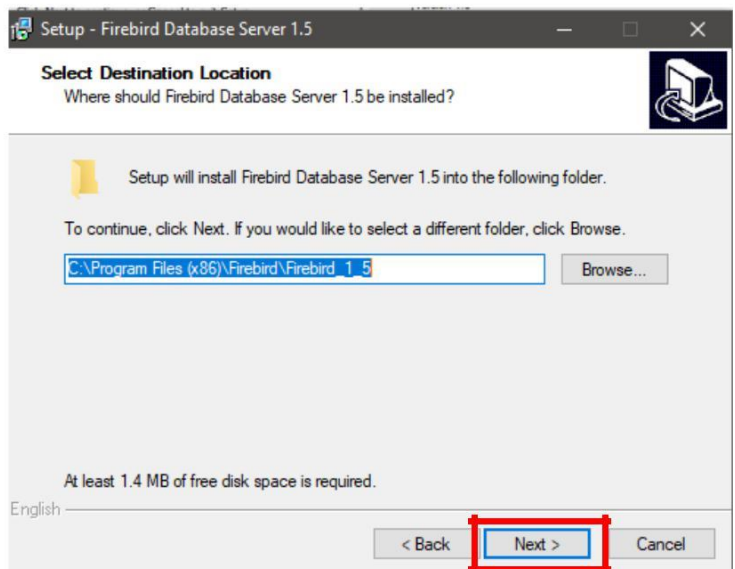 Setup - Firebird Database Server 1.5
Select Destination Location
Where should Firebird Database Server 1.5 be installed?
Setup will install Firebird Database Server 1.5 into the following folder.
To continue, click Next. If you would like to select a different folder, click Browse.
C:\Program Files (x86)\Firebird\Firebird_1_5
Browse...
At least 1.4 MB of free disk space is required.
English
< Back
Next >
Cancel